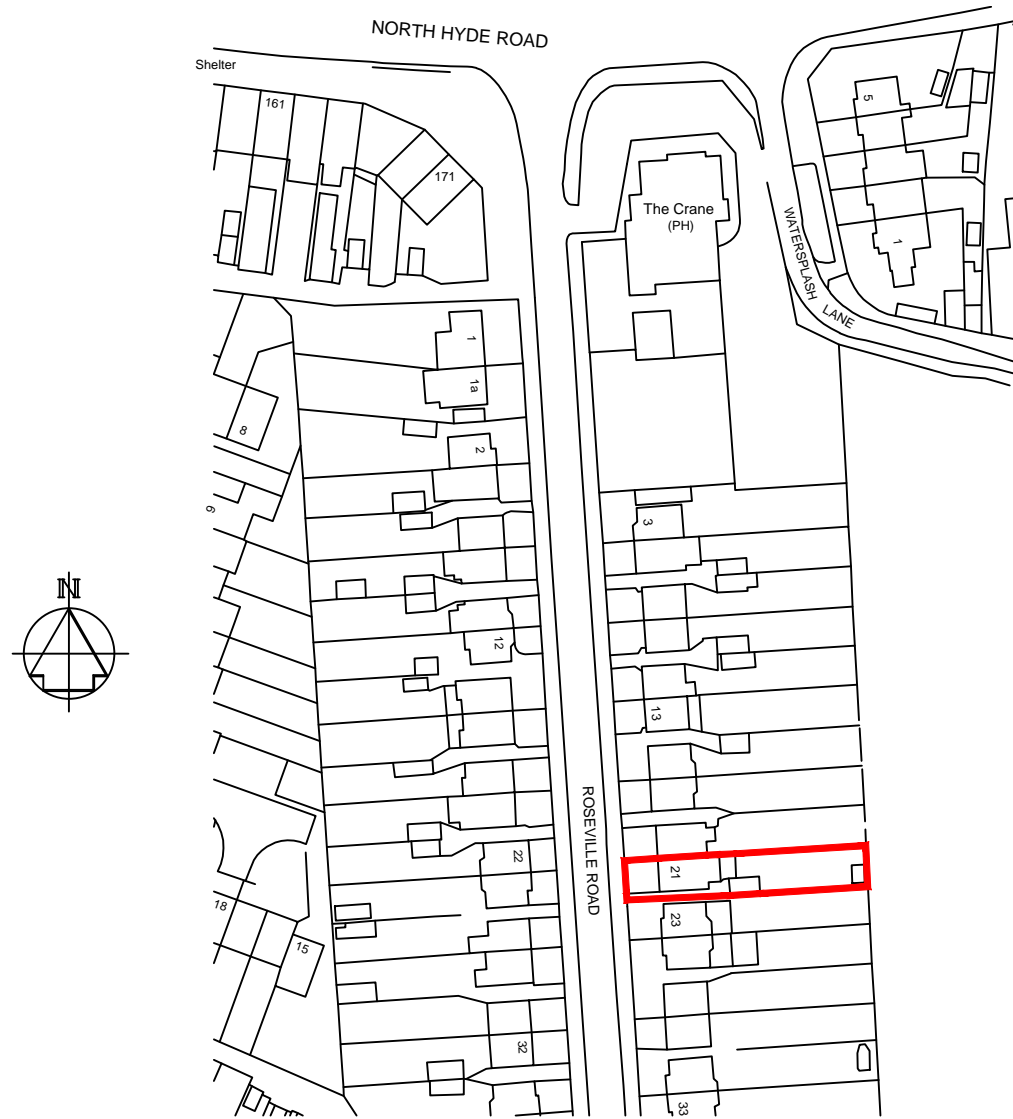 NORTH HYDE ROAD
Shelter
161
171
5
The Crane
(PH)
WATERSPLASH
LANE
1
1
1a
2
8
9
3
N
12
13
ROSEVILLE ROAD
22
21
23
18
15
32
33